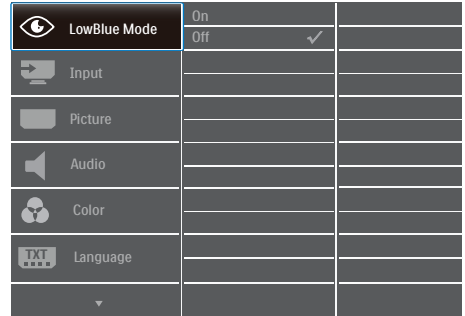 LowBlue Mode
On
Off
Input
Picture
Audio
Color
TXT
Language